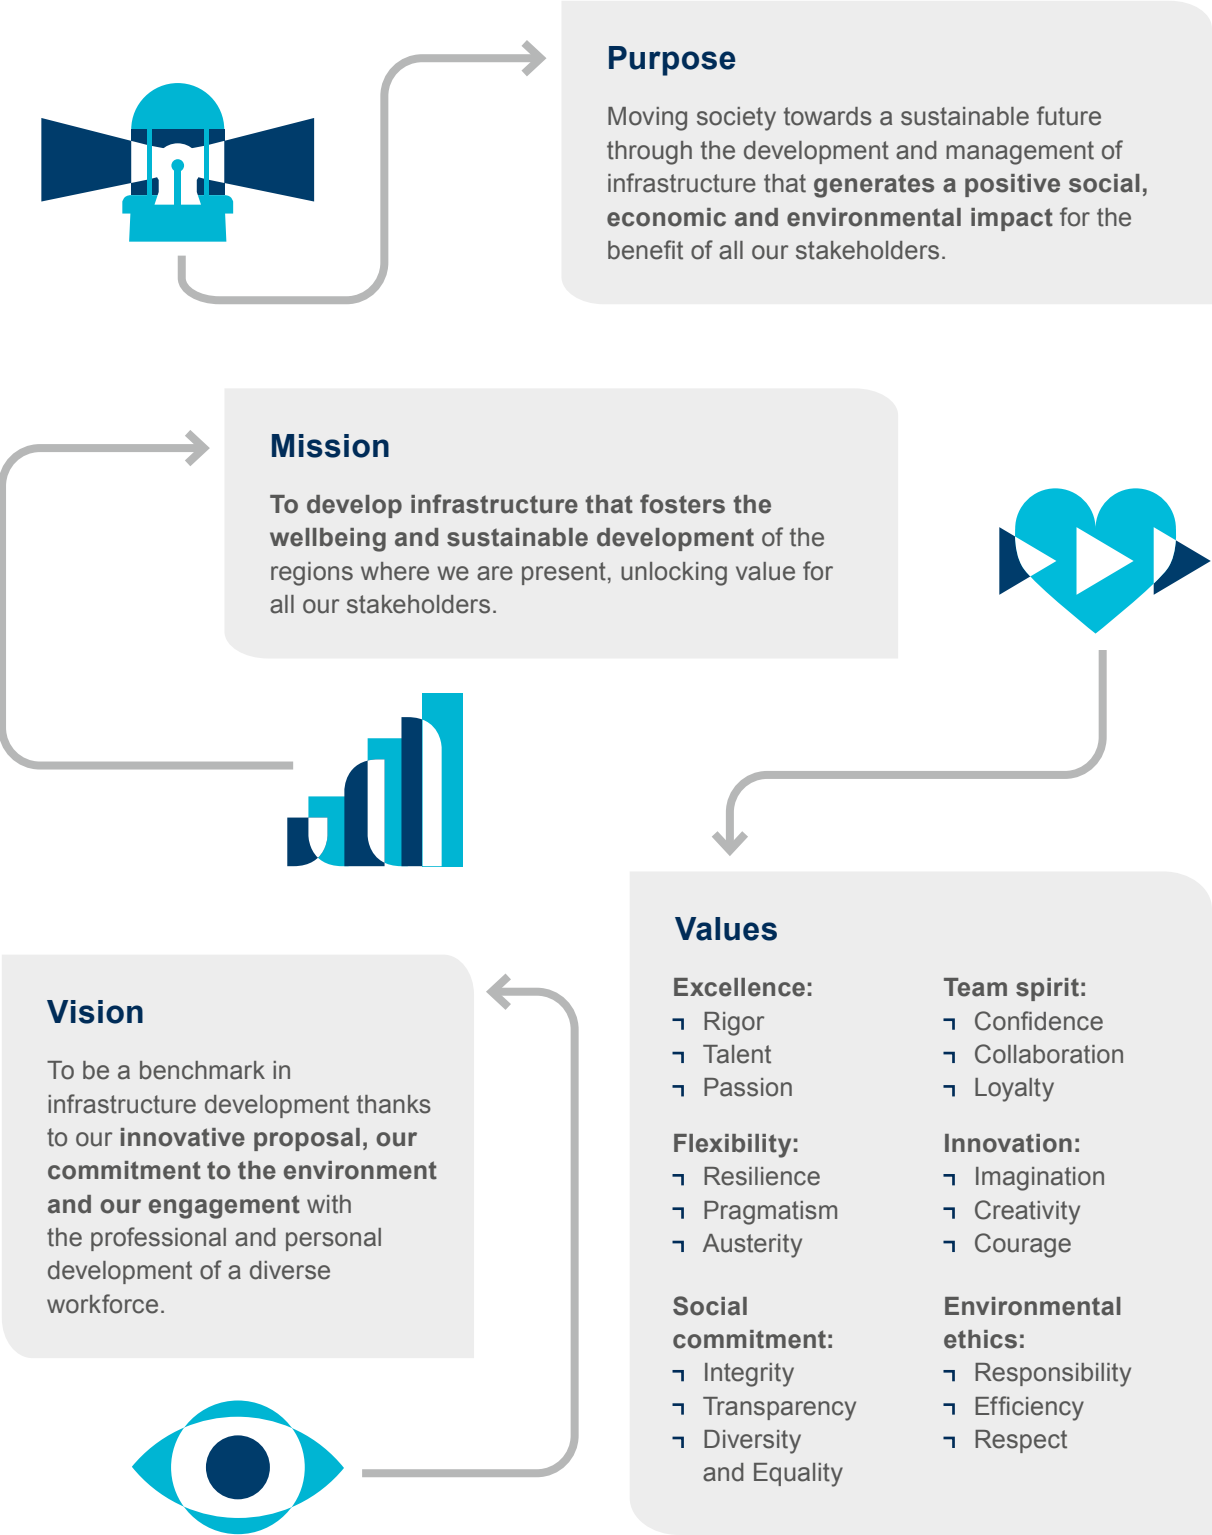 Purpose
Moving society towards a sustainable future
through the development and management of
infrastructure that generates a positive social,
economic and environmental impact for the
benefit of all our stakeholders.
Mission
To develop infrastructure that fosters the
wellbeing and sustainable development of the
regions where we are present, unlocking value for
all our stakeholders.
Vision
To be a benchmark in
infrastructure development thanks
to our innovative proposal, our
commitment to the environment
and our engagement with
the professional and personal
development of a diverse
workforce.
Values
Excellence:
Rigor
Talent
Passion
Team spirit:
Confidence
Collaboration
Loyalty
Flexibility:
Resilience
Pragmatism
Austerity
Innovation:
Imagination
Creativity
Courage
Social
commitment:
Integrity
Transparency
Diversity
and Equality
Environmental
ethics:
Responsibility
Efficiency
Respect